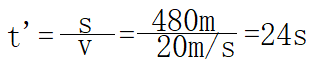 t'= s/v = 480m/20m/s =24s